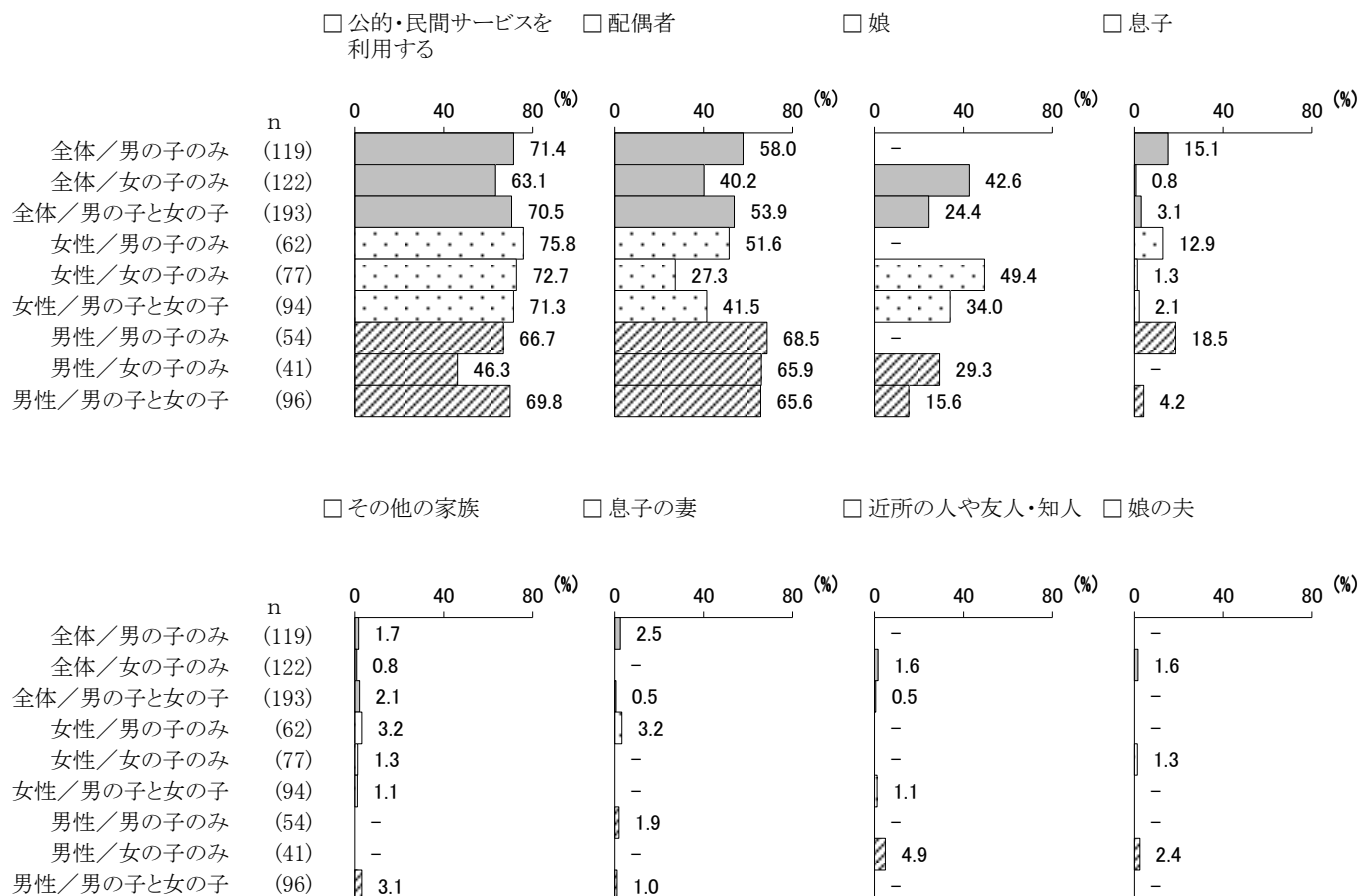 □ 公的・民間サービスを利用する □ 配偶者 □ 娘 □ 息子
0 40 80 (%) 0 40 80 (%) 0 40 80 (%) 0 40 80 (%)
n
全体／男の子のみ (119) 71.4 58.0 － 15.1
全体／女の子のみ (122) 63.1 40.2 42.6 0.8
全体／男の子と女の子 (193) 70.5 53.9 24.4 3.1
女性／男の子のみ (62) 75.8 51.6 － 12.9
女性／女の子のみ (77) 72.7 27.3 49.4 1.3
女性／男の子と女の子 (94) 71.3 41.5 34.0 2.1
男性／男の子のみ (54) 66.7 68.5 － 18.5
男性／女の子のみ (41) 46.3 65.9 29.3 －
男性／男の子と女の子 (96) 69.8 65.6 15.6 4.2
□ その他の家族 □ 息子の妻 □ 近所の人や友人・知人 □ 娘の夫
0 40 80 (%) 0 40 80 (%) 0 40 80 (%) 0 40 80 (%)
n
全体／男の子のみ (119) 1.7 2.5 － －
全体／女の子のみ (122) 0.8 － 1.6 1.6
全体／男の子と女の子 (193) 2.1 0.5 0.5 －
女性／男の子のみ (62) 3.2 3.2 － －
女性／女の子のみ (77) 1.3 － － 1.3
女性／男の子と女の子 (94) 1.1 － 1.1 －
男性／男の子のみ (54) － 1.9 － －
男性／女の子のみ (41) － － 4.9 2.4
男性／男の子と女の子 (96) 3.1 1.0 － －